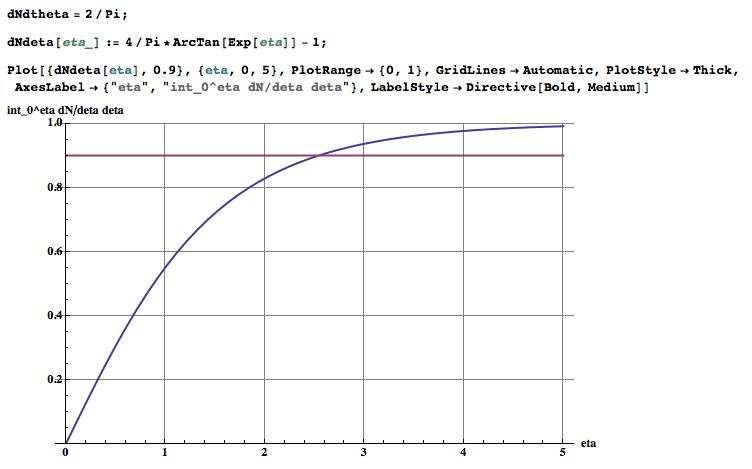 dNdtheta = 2 / Pi;
dNdeta[eta_] := 4 / Pi * ArcTan[Exp[eta]] - 1;
Plot[{dNdeta[eta], 0.9}, {eta, 0, 5}, PlotRange → {0, 1}, GridLines → Automatic, PlotStyle → Thick,
AxesLabel → {"eta", "int_0^eta dN/deta deta"}, LabelStyle → Directive[Bold, Medium]]
int_0^eta dN/deta deta
1.0
0.8
0.6
0.4
0.2
0 1 2 3 4 5 eta